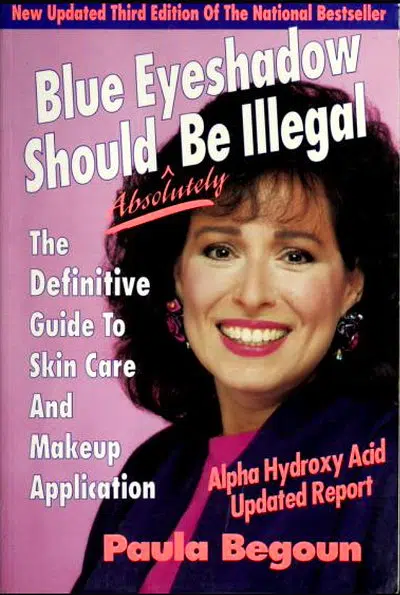 New Updated Third Edition Of The National Bestseller
Blue Eyeshadow
Should ^ Be Illegal
Absolutely
The
Definitive
Guide To
Skin Care
And
Makeup
Application
Alpha Hydroxy Acid
Updated Report
Paula Begoun